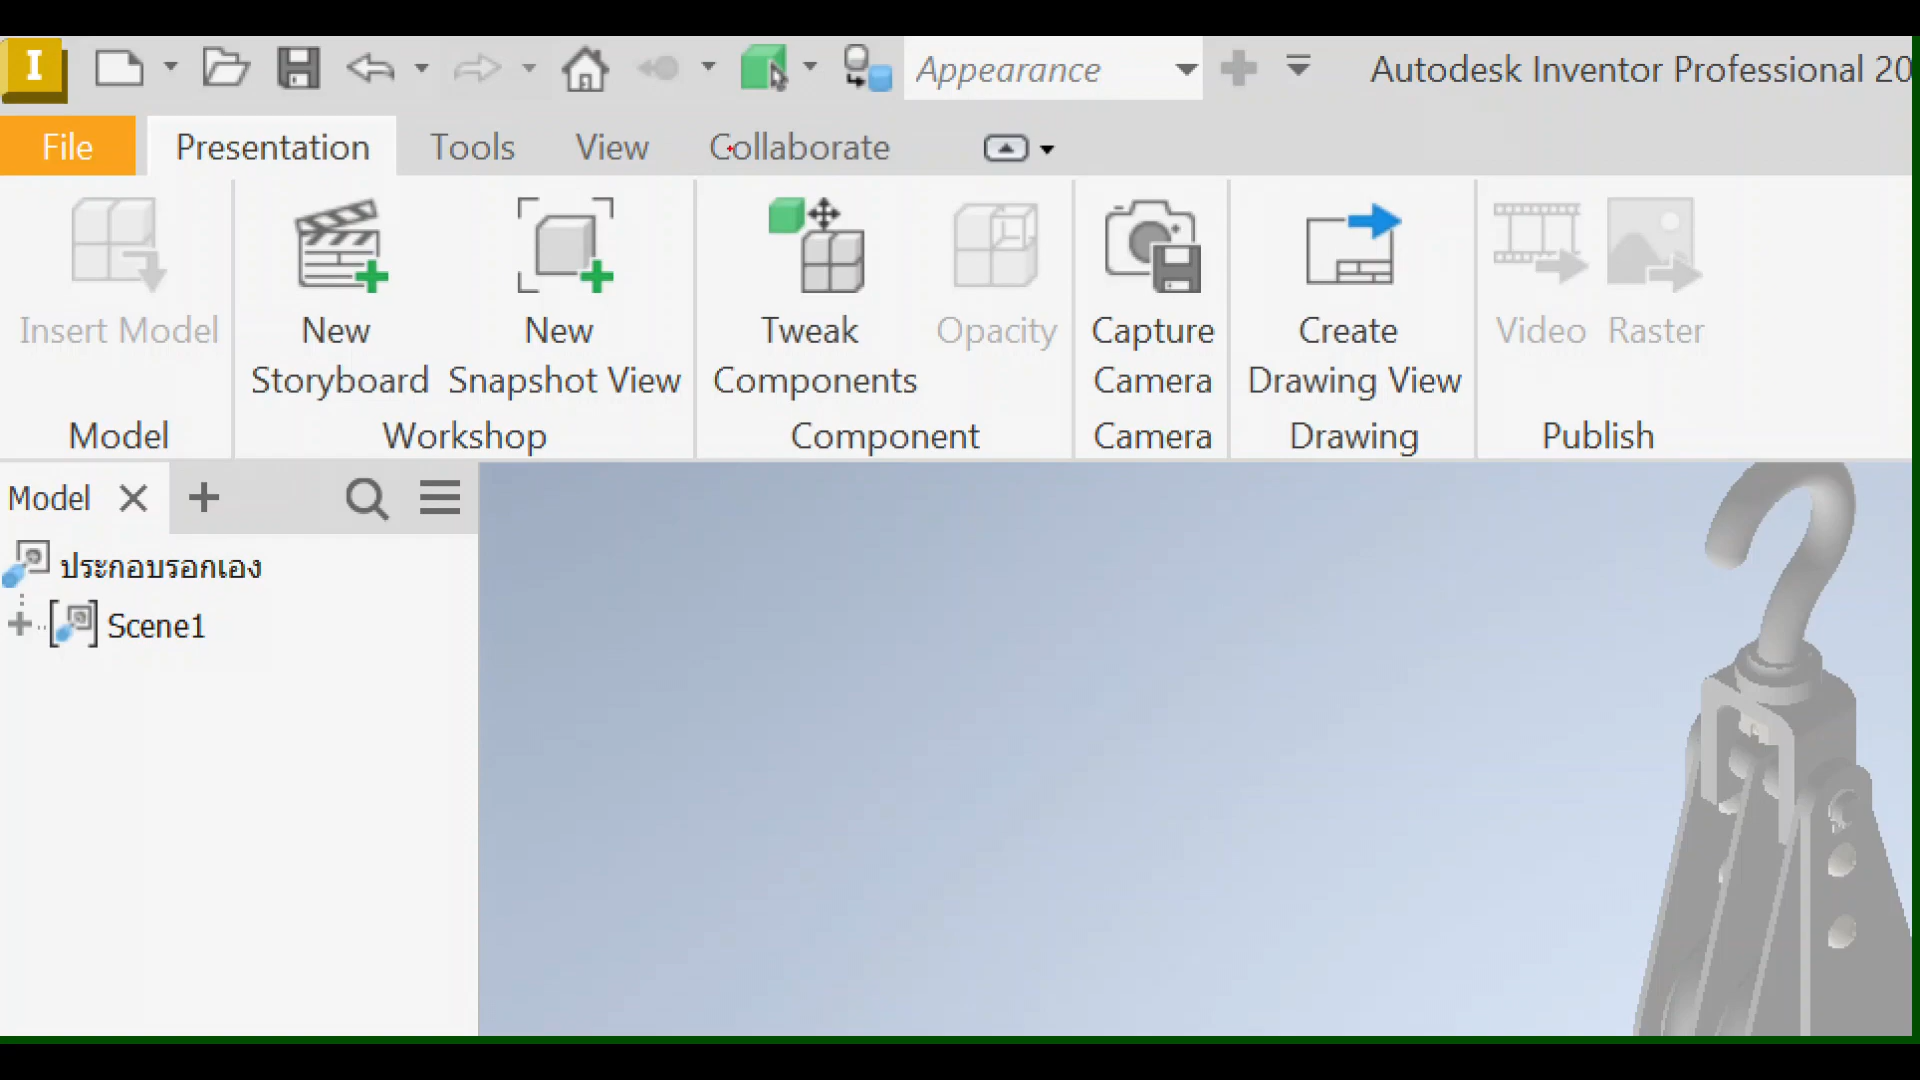 I
Appearance
Autodesk Inventor Professional 20
File Presentation Tools View Collaborate
Insert Model
New Storyboard
New Snapshot View
Tweak Components
Opacity
Capture Camera
Create Drawing View
Video
Raster
Model Workshop Component Camera Drawing Publish
Model
ประกอบรอกเอง
Scene1